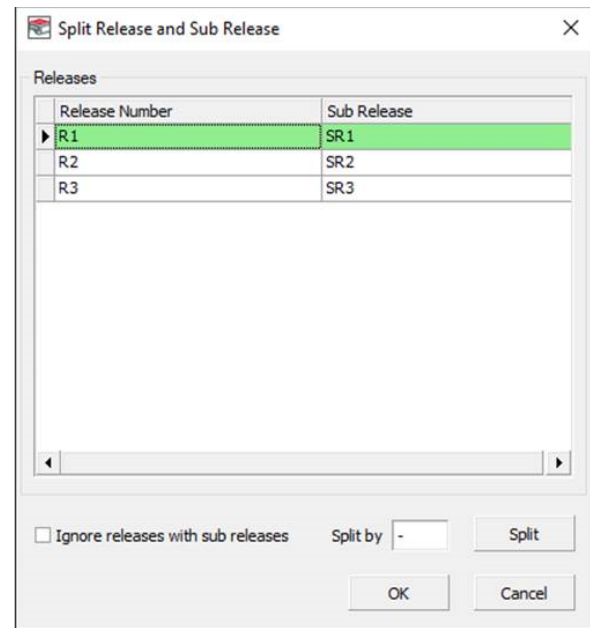 Split Release and Sub Release
Releases
Release Number Sub Release
R1 SR1
R2 SR2
R3 SR3
Ignore releases with sub releases Split by - Split
OK Cancel